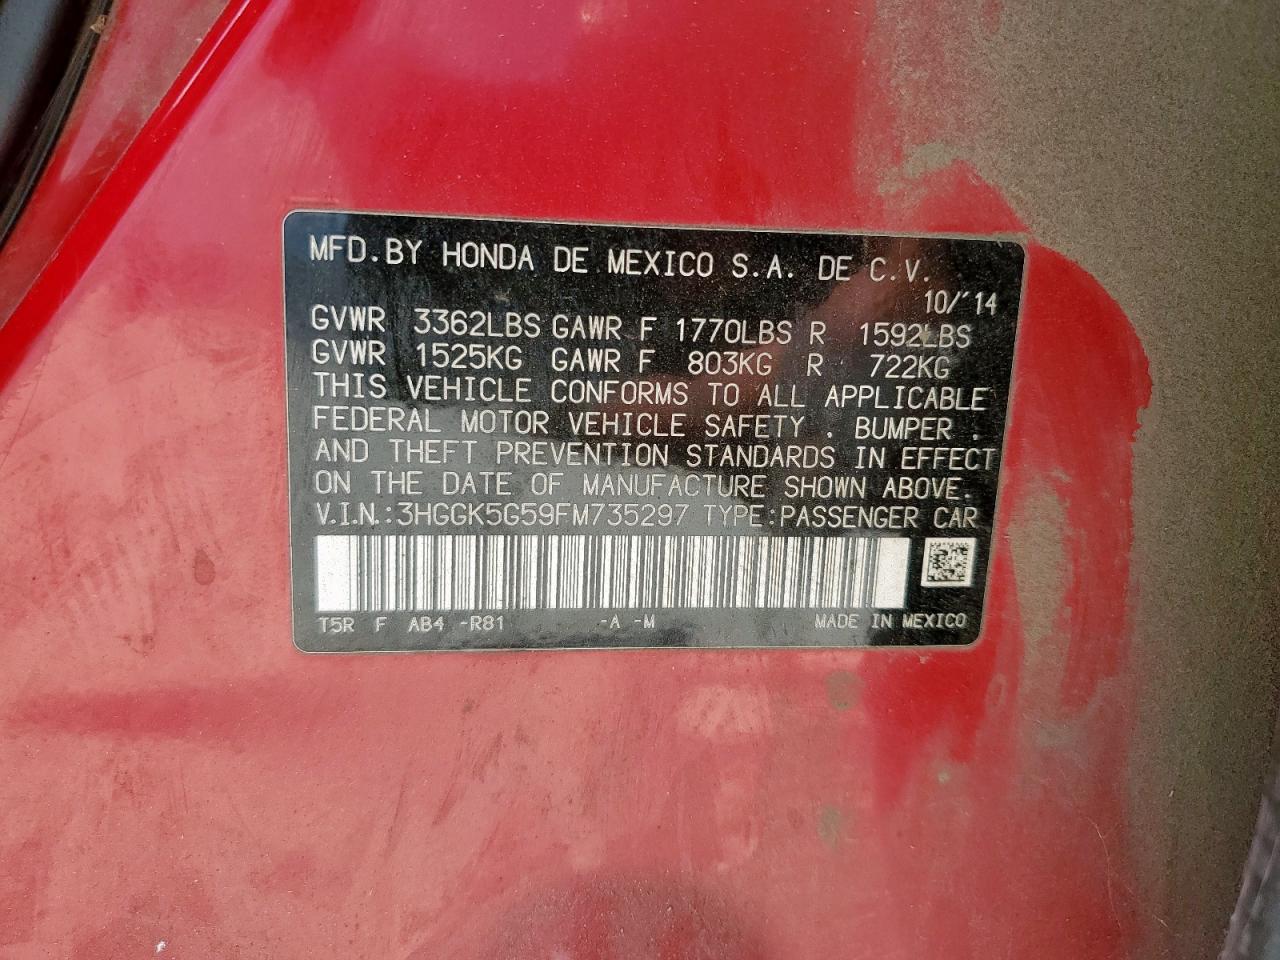 MFD.BY HONDA DE MEXICO S.A. DE C.V.
10/'14
GVWR 3362LBS GAWR F 1770LBS R 1592LBS
GVWR 1525KG GAWR F 803KG R 722KG
THIS VEHICLE CONFORMS TO ALL APPLICABLE
FEDERAL MOTOR VEHICLE SAFETY , BUMPER ,
AND THEFT PREVENTION STANDARDS IN EFFECT
ON THE DATE OF MANUFACTURE SHOWN ABOVE.
V.I.N.:3HGGK5G59FM735297 TYPE:PASSENGER CAR
T5R F AB4 -R81 -A -M MADE IN MEXICO